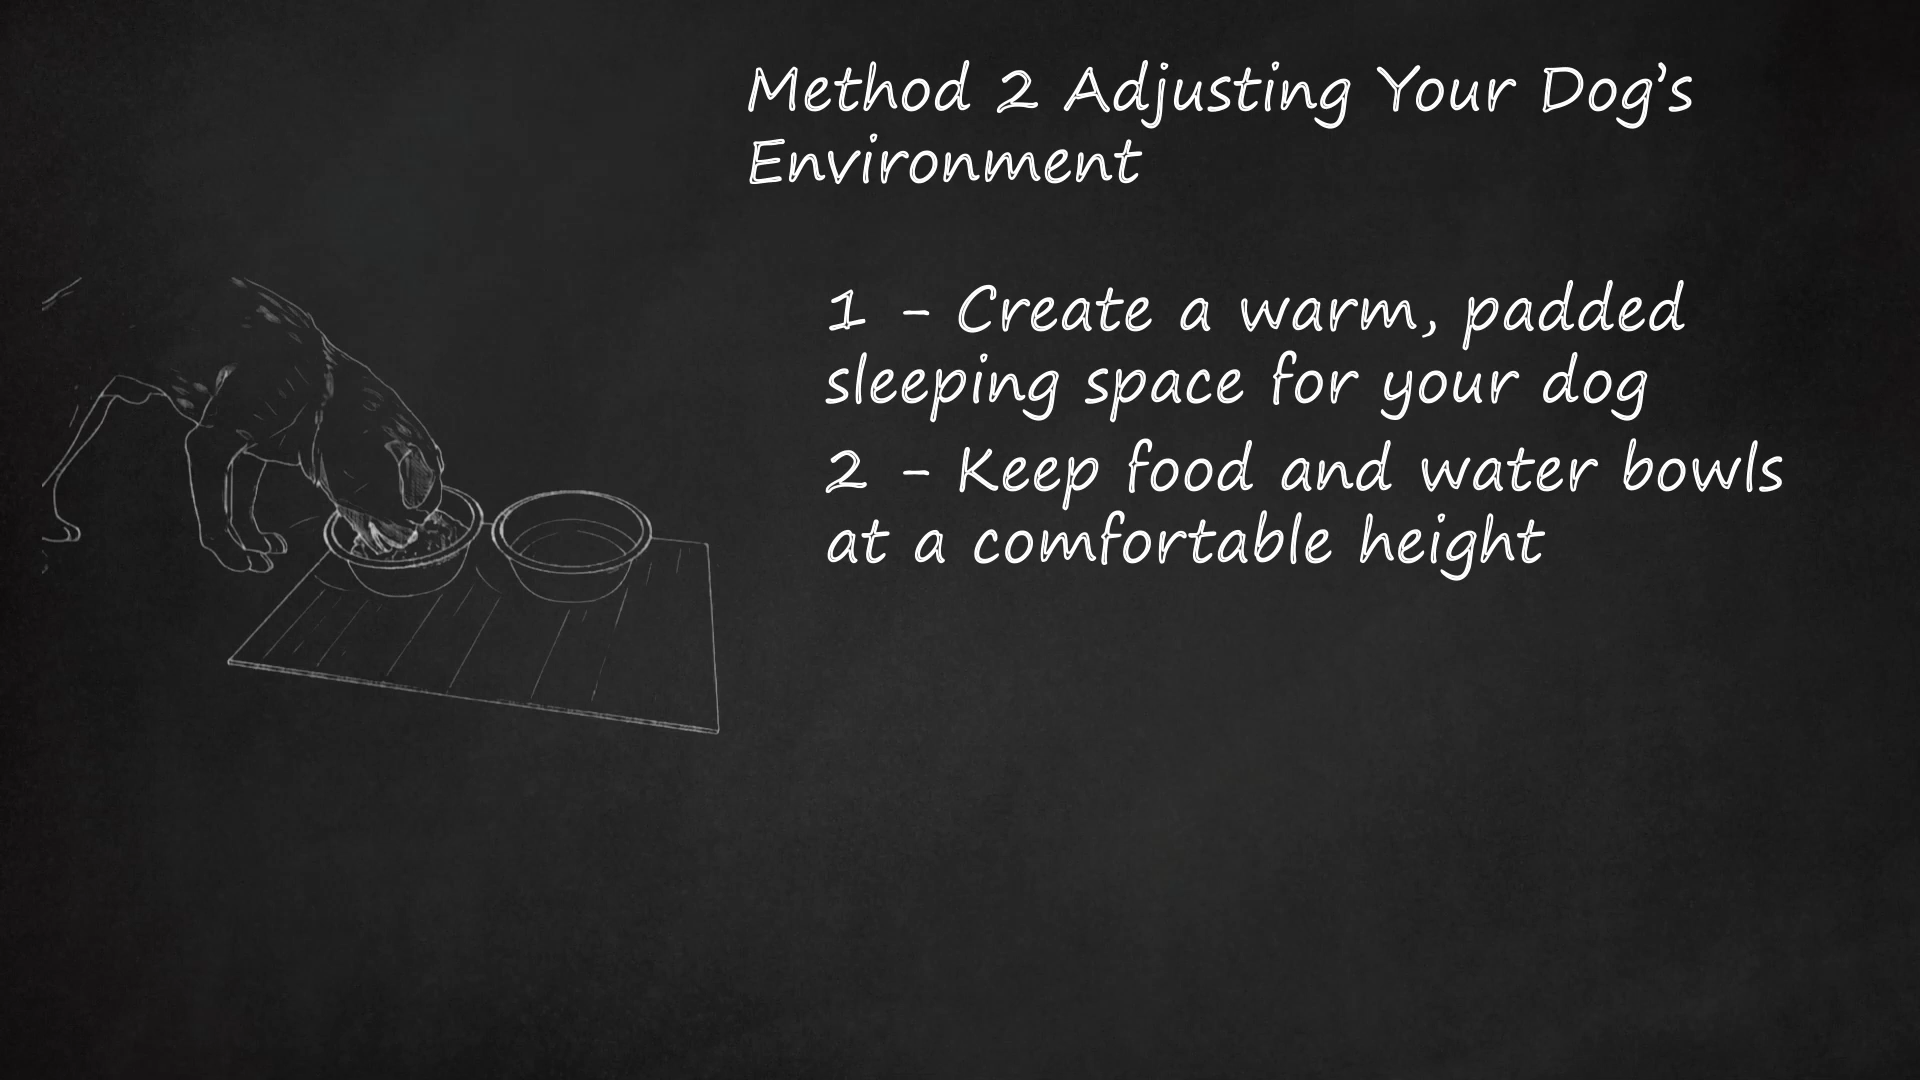 Method 2 Adjusting Your Dog’s
Environment
1 - Create a warm, padded
sleeping space for your dog
2 - Keep food and water bowls
at a comfortable height